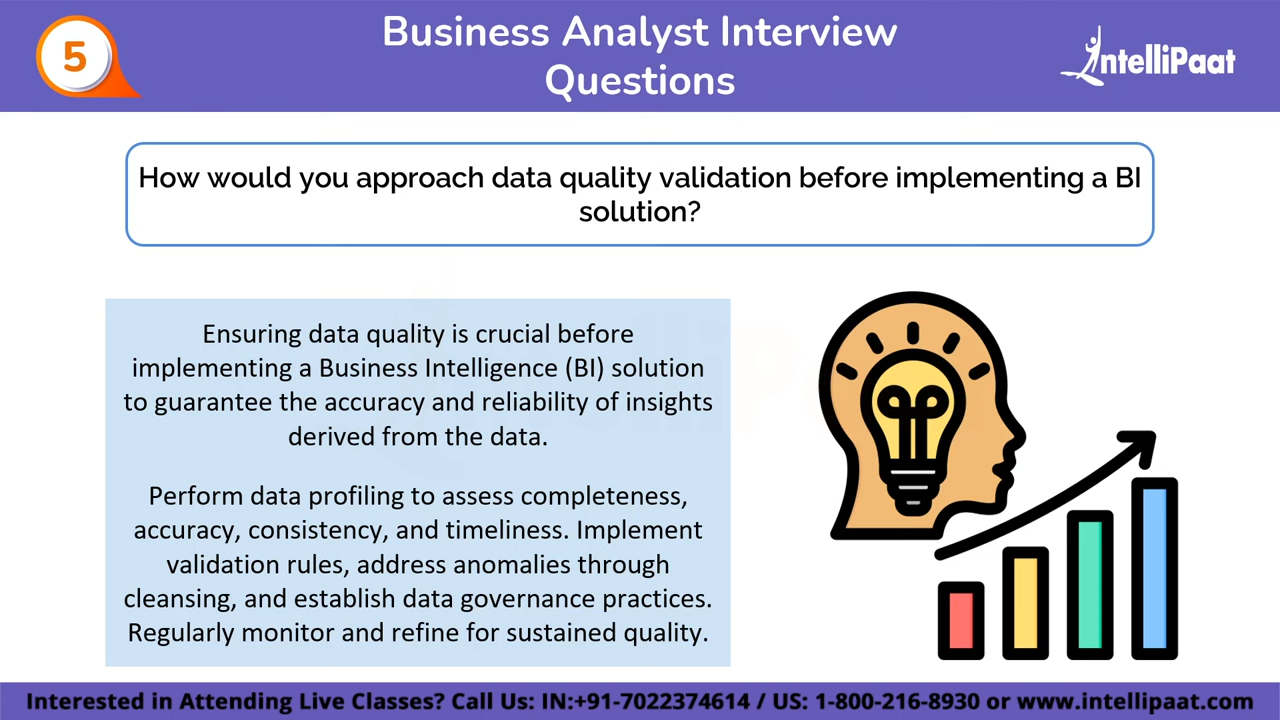 5
Business Analyst Interview
Questions
IntelliPaat
How would you approach data quality validation before implementing a BI
solution?
Ensuring data quality is crucial before
implementing a Business Intelligence (BI) solution
to guarantee the accuracy and reliability of insights
derived from the data.
Perform data profiling to assess completeness,
accuracy, consistency, and timeliness. Implement
validation rules, address anomalies through
cleansing, and establish data governance practices.
Regularly monitor and refine for sustained quality.
Interested in Attending Live Classes? Call Us: IN:+91-7022374614 / US: 1-800-216-8930 or www.intellipaat.com